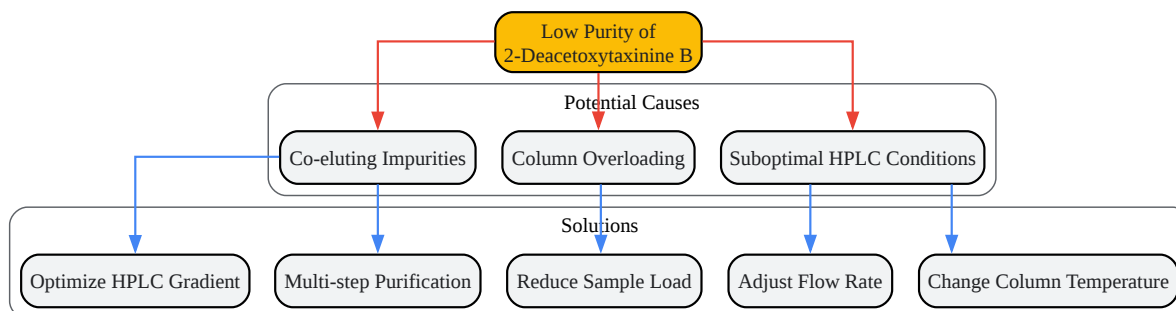 Low Purity of
2-Deacetoxytaxinine B
Potential Causes
Co-eluting Impurities
Column Overloading
Suboptimal HPLC Conditions
Solutions
Optimize HPLC Gradient
Multi-step Purification
Reduce Sample Load
Adjust Flow Rate
Change Column Temperature